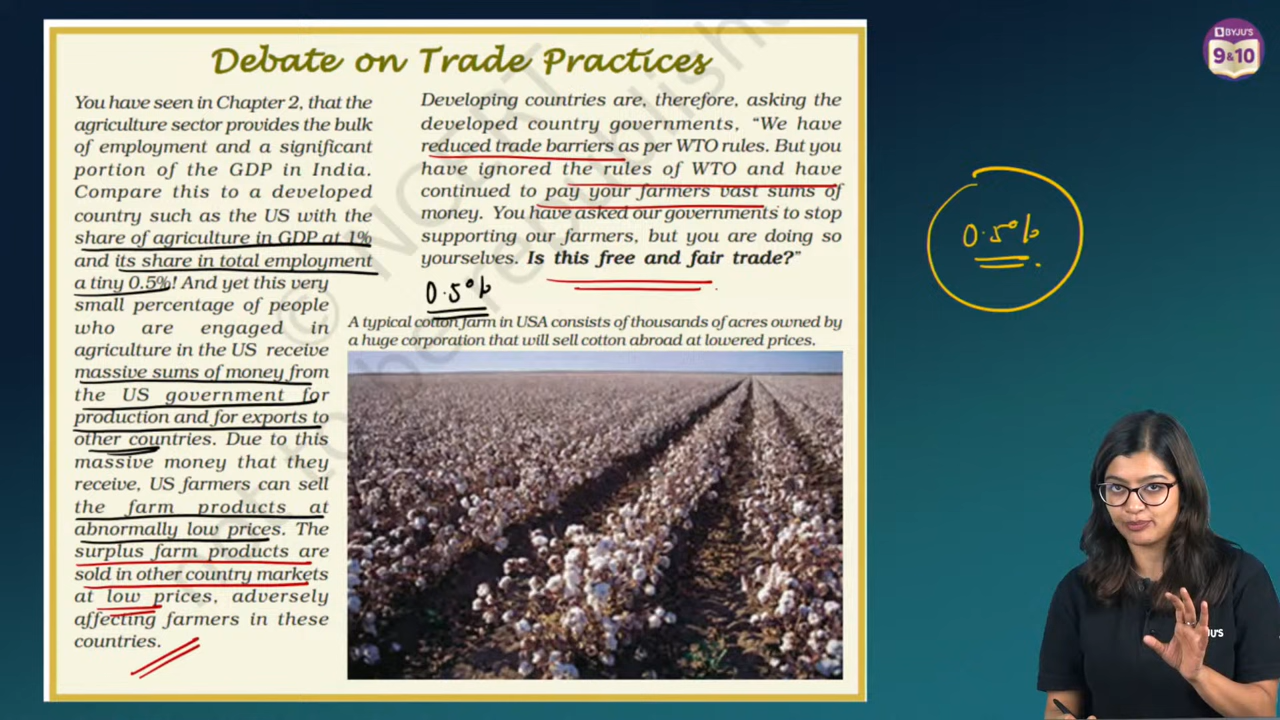 Debate on Trade Practices
You have seen in Chapter 2, that the
agriculture sector provides the bulk
of employment and a significant
portion of the GDP in India.
Compare this to a developed
country such as the US with the
share of agriculture in GDP at 1%
and its share in total employment
a tiny 0.5%! And yet this very
small percentage of people
who are engaged in
agriculture in the US receive
massive sums of money from
the US government for
production and for exports to
other countries. Due to this
massive money that they
receive, US farmers can sell
the farm products at
abnormally low prices. The
surplus farm products are
sold in other country markets
at low prices, adversely
affecting farmers in these
countries.
Developing countries are, therefore, asking the
developed country governments, “We have
reduced trade barriers as per WTO rules. But you
have ignored the rules of WTO and have
continued to pay your farmers vast sums of
money. You have asked our governments to stop
supporting our farmers, but you are doing so
yourselves. Is this free and fair trade?”
0.5%
A typical cotton farm in USA consists of thousands of acres owned by
a huge corporation that will sell cotton abroad at lowered prices.
© NCERT
not to be republished
0.5%
BYJU'S
9&10
JU'S